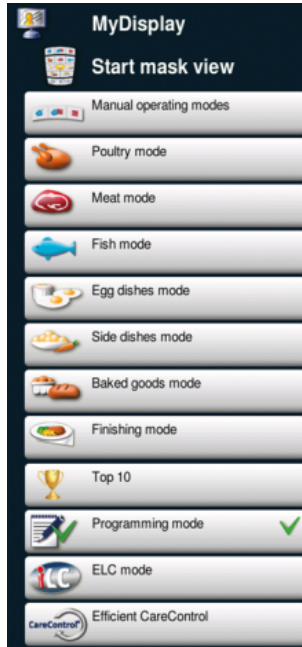 MyDisplay
Start mask view
Manual operating modes
Poultry mode
Meat mode
Fish mode
Egg dishes mode
Side dishes mode
Baked goods mode
Finishing mode
Top 10
Programming mode
ELC mode
Efficient CareControl
CareControl